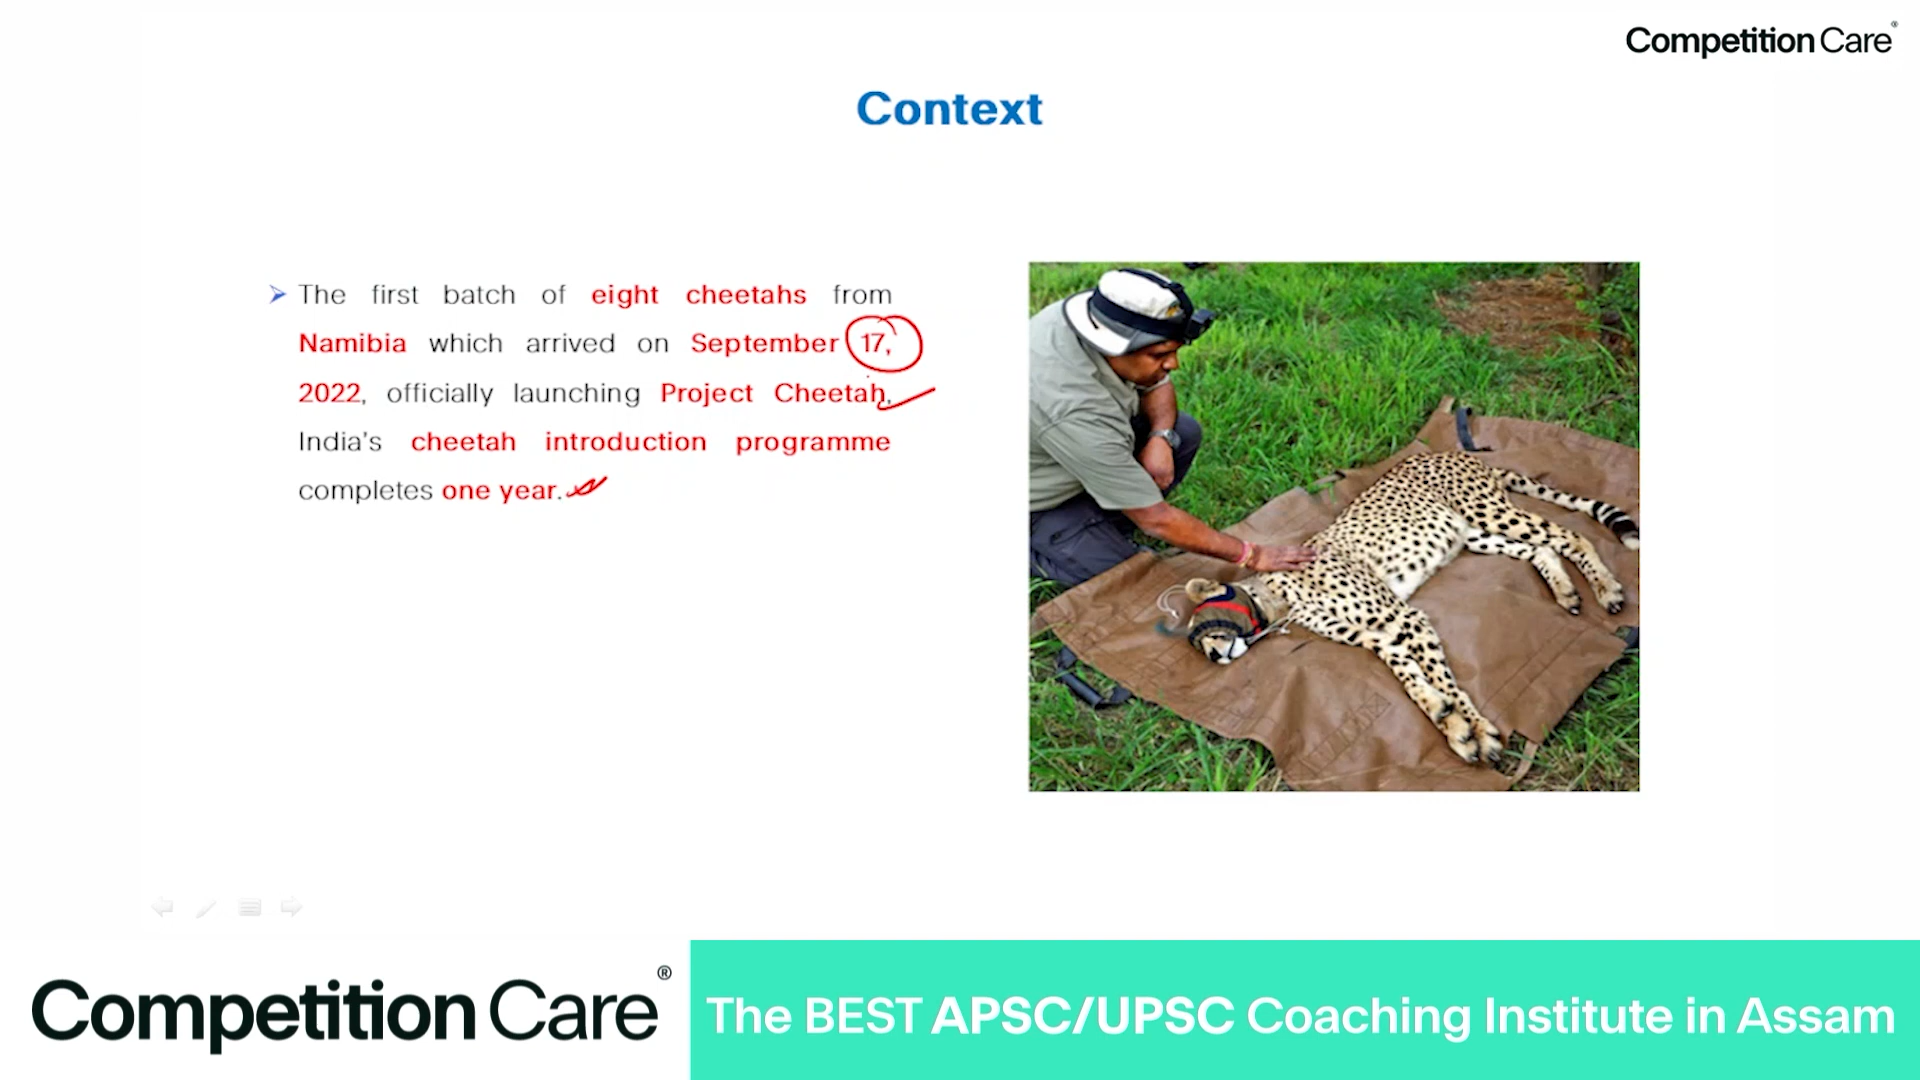 Competition Care®
Context
➢ The first batch of eight cheetahs from
Namibia which arrived on September 17,
2022, officially launching Project Cheetah,
India's cheetah introduction programme
completes one year.
Competition Care®
The BEST APSC/UPSC Coaching Institute in Assam